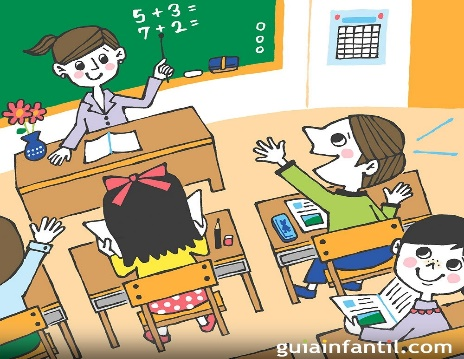 5 + 3 =
7 + 2 =
guiainfantil.com